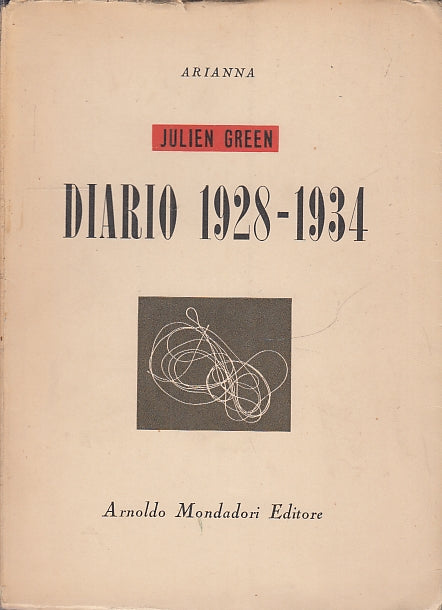 ARIANNA
JULIEN GREEN
DIARIO 1928-1934
Arnoldo Mondadori Editore